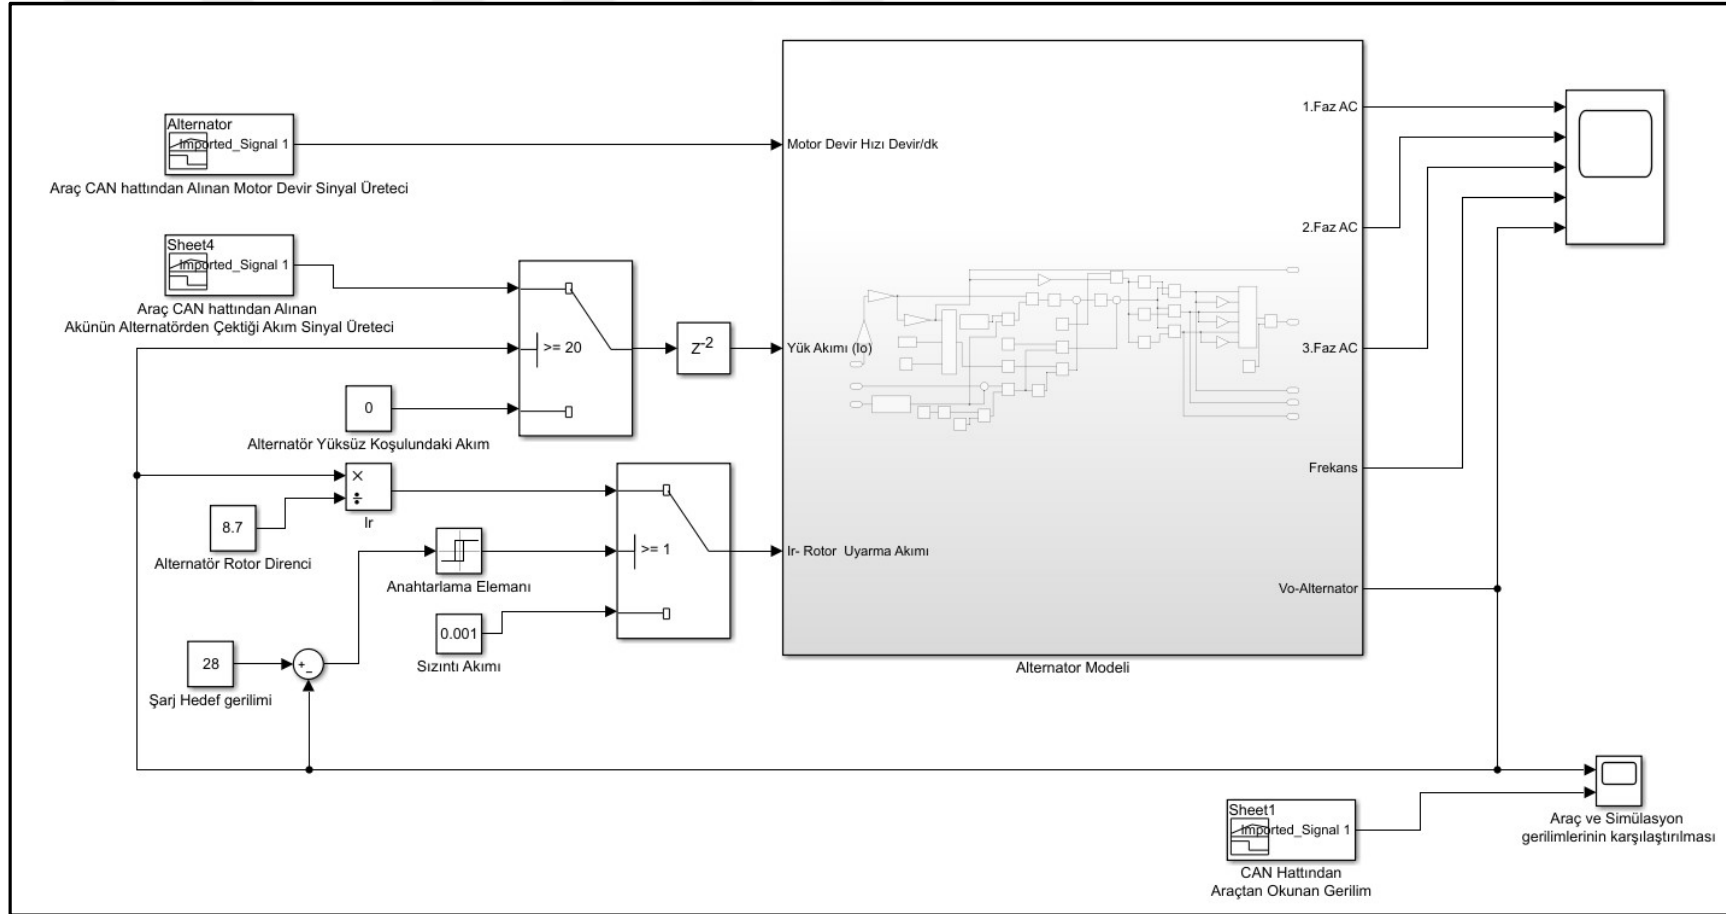 Alternator
Imported_Signal 1
Araç CAN hattından Alınan Motor Devir Sinyal Üreteci
Sheet4
Imported_Signal 1
Araç CAN hattından Alınan
Akünün Alternatörden Çektiği Akım Sinyal Üreteci
>= 20
0
Alternatör Yüksüz Koşulundaki Akım
Z-2
×
÷
Ir
8.7
Alternatör Rotor Direnci
Anahtarlama Elemanı
>= 1
0.001
Sızıntı Akımı
28
+
−
Şarj Hedef gerilimi
Motor Devir Hızı Devir/dk
Yük Akımı (Io)
Ir- Rotor Uyarma Akımı
1.Faz AC
2.Faz AC
3.Faz AC
Frekans
Vo-Alternator
Alternator Modeli
Sheet1
Imported_Signal 1
CAN Hattından
Araçtan Okunan Gerilim
Araç ve Simülasyon
gerilimlerinin karşılaştırılması